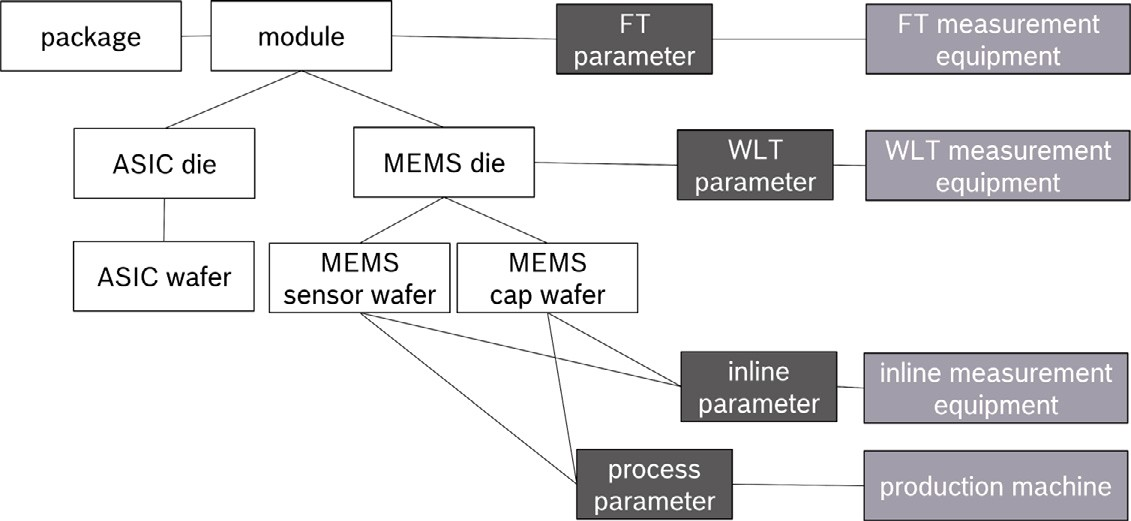 package
module
FT
parameter
FT measurement
equipment
ASIC die
MEMS die
WLT
parameter
WLT measurement
equipment
ASIC wafer
MEMS
sensor wafer
MEMS
cap wafer
inline
parameter
inline measurement
equipment
process
parameter
production machine